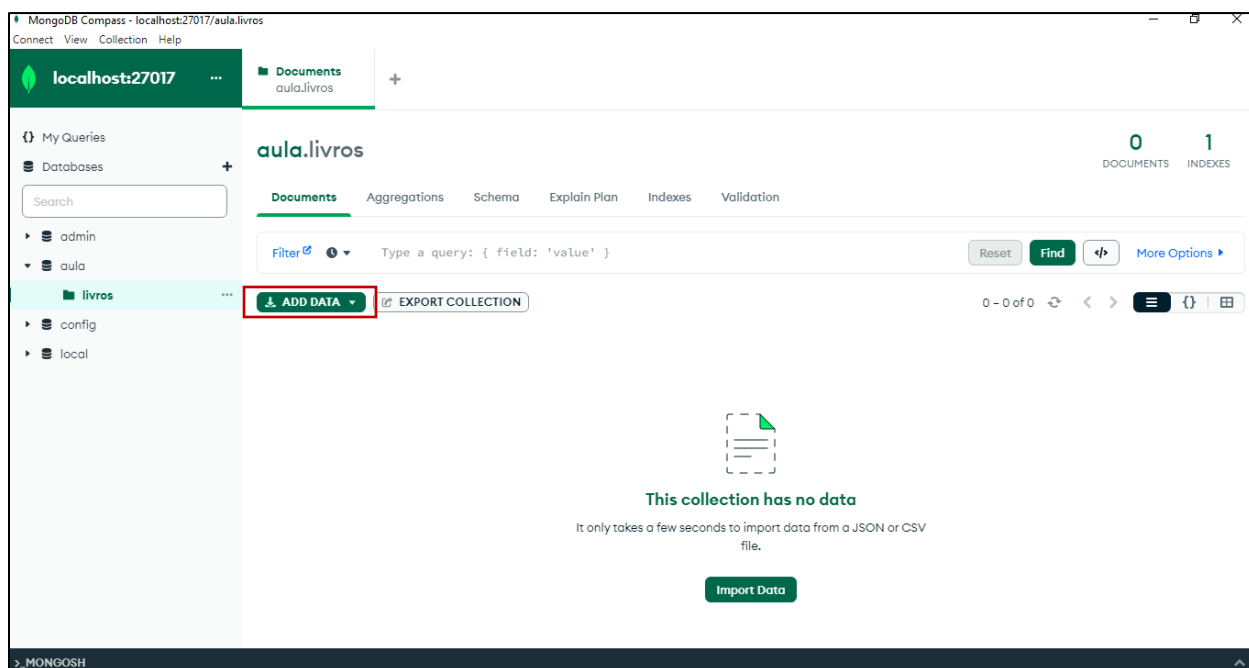 MongoDB Compass - localhost:27017/aula.livros
Connect View Collection Help
localhost:27017 ...
Documents
aula.livros
+
{} My Queries
Databases +
Search
admin
aula
livros ...
config
local
aula.livros
0 1
DOCUMENTS INDEXES
Documents Aggregations Schema Explain Plan Indexes Validation
Filter Type a query: { field: 'value' } Reset Find </> More Options
ADD DATA EXPORT COLLECTION 0 – 0 of 0 {}
This collection has no data
It only takes a few seconds to import data from a JSON or CSV
file.
Import Data
>_MONGOSH